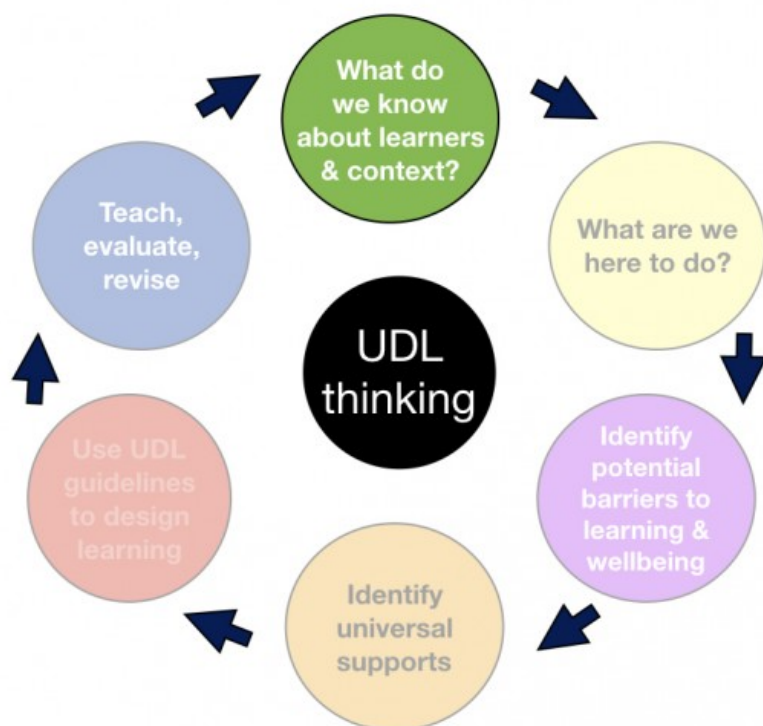 What do
we know
about learners
& context?
What are we
here to do?
Identify
potential
barriers to
learning &
wellbeing
Identify
universal
supports
Use UDL
guidelines
to design
learning
Teach,
evaluate,
revise
UDL
thinking